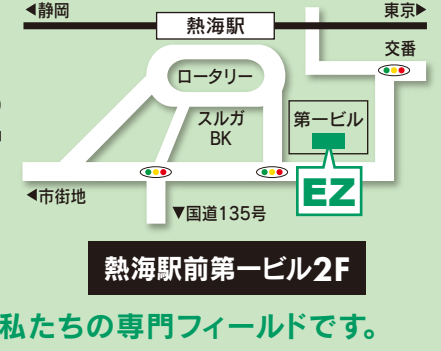 ◀静岡
東京▶
熱海駅
交番
ロータリー
スルガ
BK
第一ビル
EZ
◀市街地
▼国道135号
熱海駅前第一ビル2F
私たちの専門フィールドです。